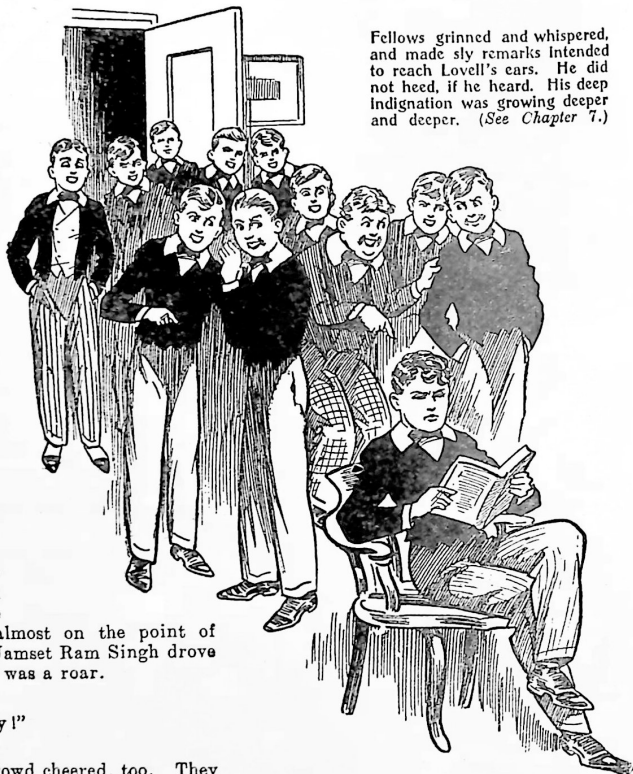 Fellows grinned and whispered,
and made sly remarks intended
to reach Lovell's ears. He did
not heed, if he heard. His deep
indignation was growing deeper
and deeper. (See Chapter 7.)
almost on the point of
Jamset Ram Singh drove
was a roar.
y!"
owd cheered too. They